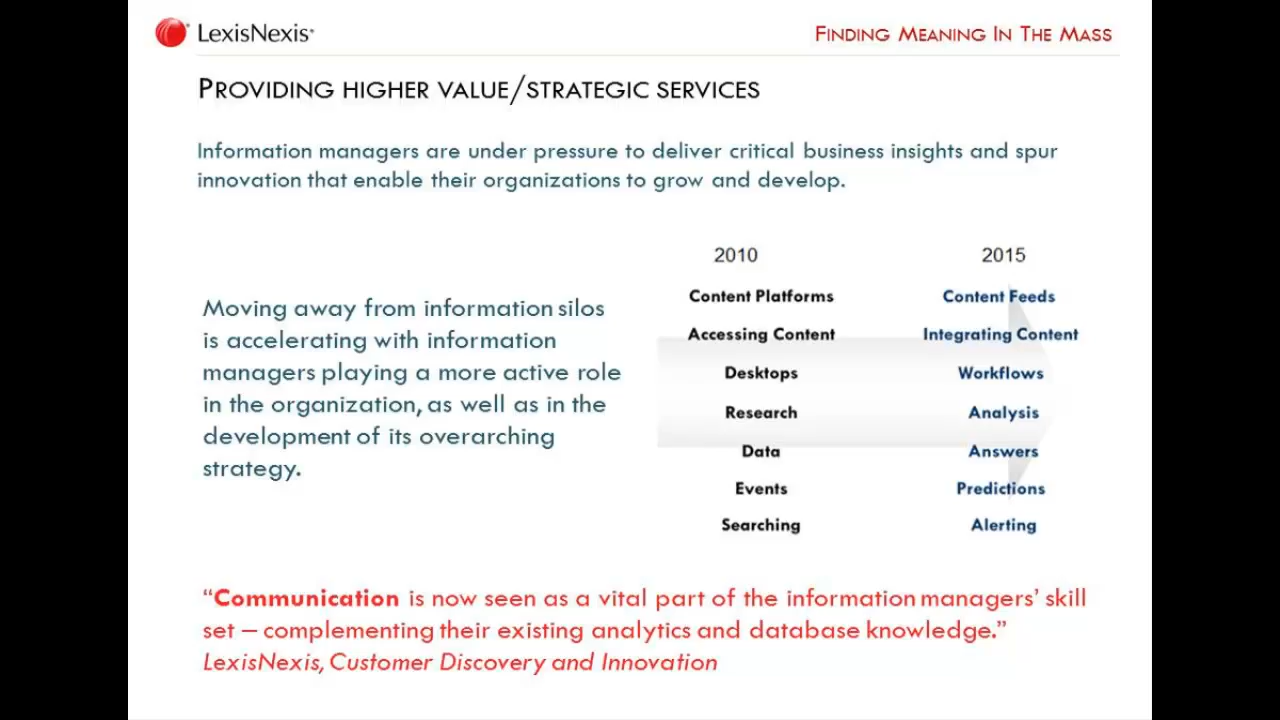 LexisNexis®
FINDING MEANING IN THE MASS
PROVIDING HIGHER VALUE/STRATEGIC SERVICES
Information managers are under pressure to deliver critical business insights and spur
innovation that enable their organizations to grow and develop.
Moving away from information silos
is accelerating with information
managers playing a more active role
in the organization, as well as in the
development of its overarching
strategy.
2010 2015
Content Platforms Content Feeds
Accessing Content Integrating Content
Desktops Workflows
Research Analysis
Data Answers
Events Predictions
Searching Alerting
“Communication is now seen as a vital part of the information managers’ skill
set – complementing their existing analytics and database knowledge.”
LexisNexis, Customer Discovery and Innovation